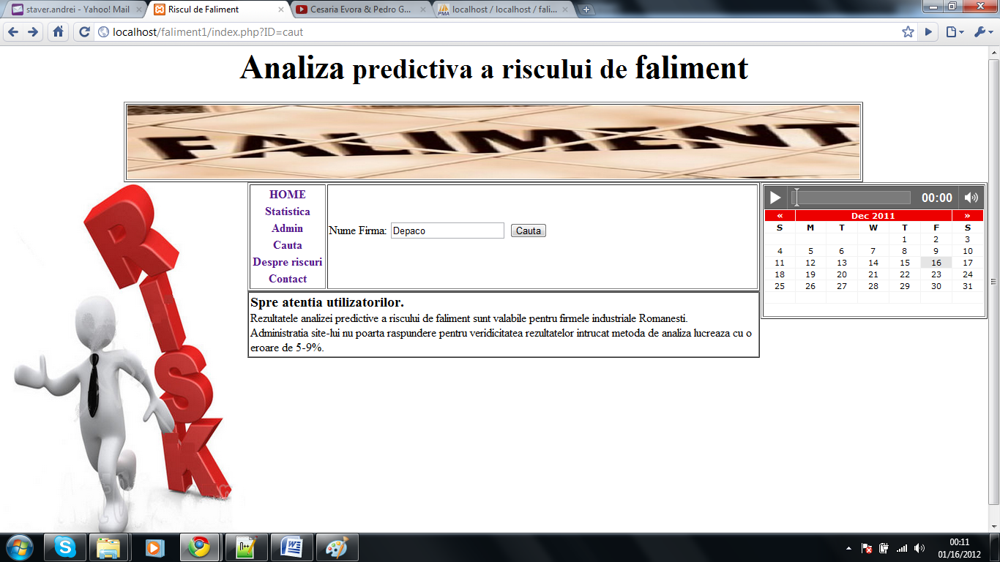 staver.andrei - Yahoo! Mail
Riscul de Faliment
Cesaria Evora & Pedro G...
PMA
localhost / localhost / fali...
localhost/faliment1/index.php?ID=caut
Analiza predictiva a riscului de faliment
FALIMENT
RISK
HOME
Statistica
Admin
Cauta
Despre riscuri
Contact
Nume Firma: Depaco Cauta
00:00
« Dec 2011 »
S M T W T F S
1 2 3
4 5 6 7 8 9 10
11 12 13 14 15 16 17
18 19 20 21 22 23 24
25 26 27 28 29 30 31
Spre atentia utilizatorilor.
Rezultatele analizei predictive a riscului de faliment sunt valabile pentru firmele industriale Romanesti.
Administratia site-lui nu poarta raspundere pentru veridicitatea rezultatelor intrucat metoda de analiza lucreaza cu o
eroare de 5-9%.
00:11
01/16/2012